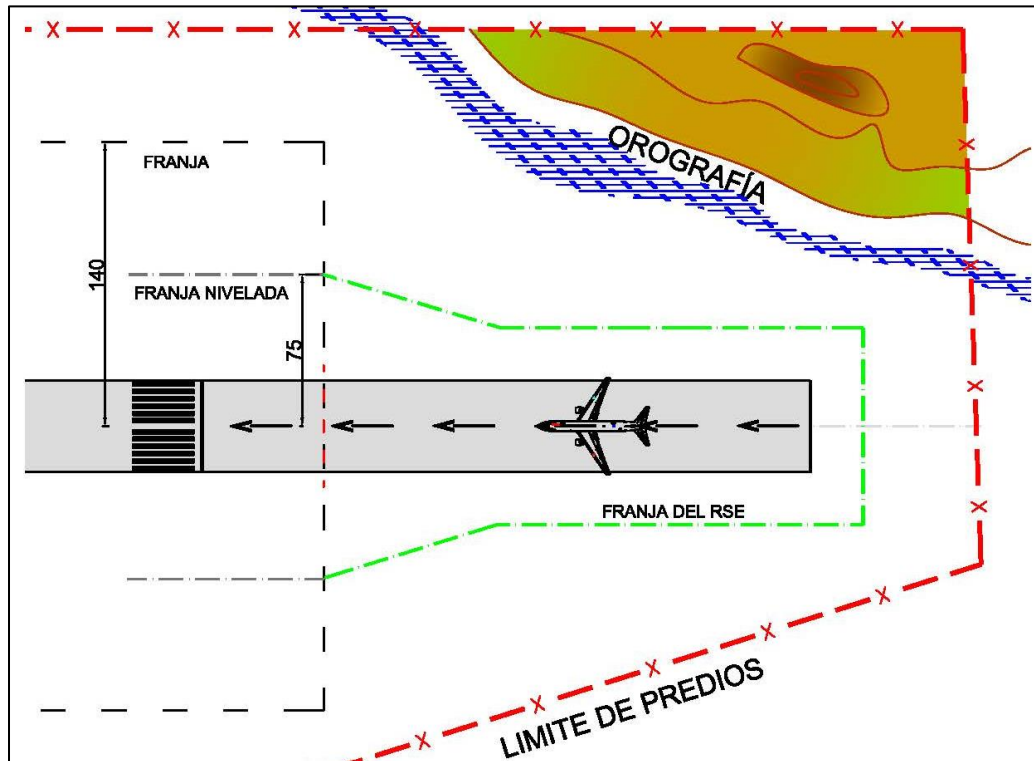 OROGRAFÍA
FRANJA
140
FRANJA NIVELADA
75
FRANJA DEL RSE
LIMITE DE PREDIOS